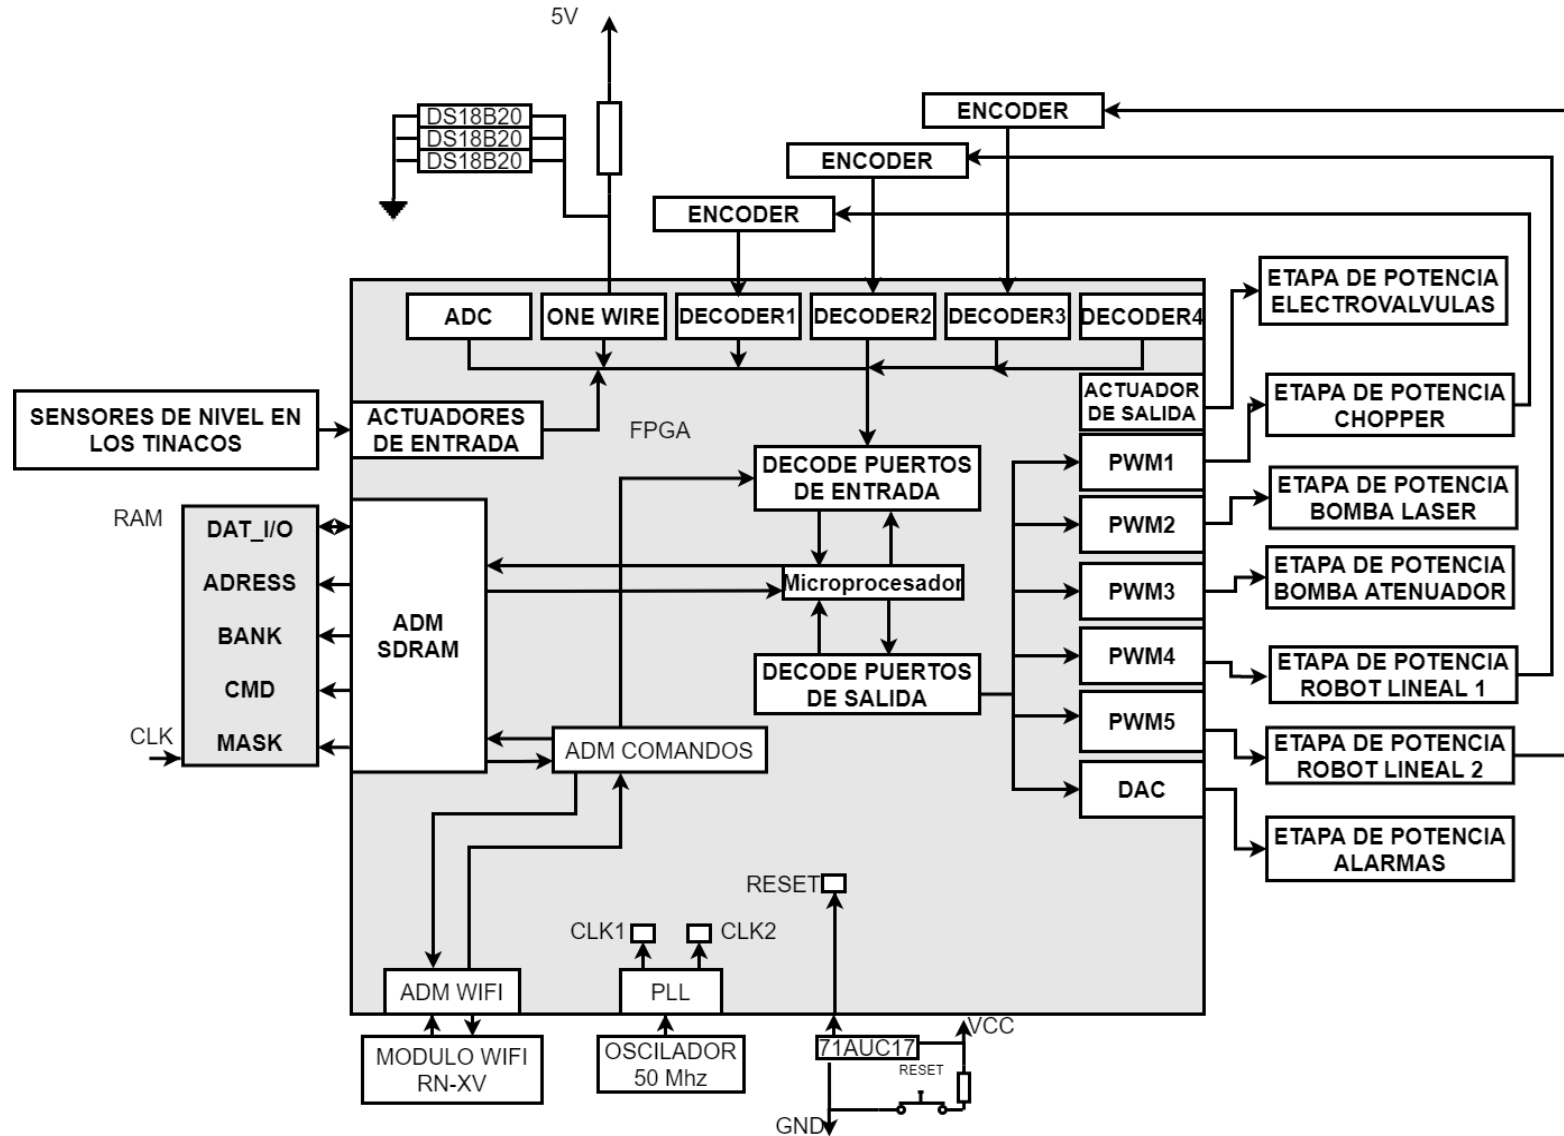 5V
DS18B20
DS18B20
DS18B20
ENCODER
ENCODER
ENCODER
ADC
ONE WIRE
DECODER1
DECODER2
DECODER3
DECODER4
ETAPA DE POTENCIA
ELECTROVALVULAS
SENSORES DE NIVEL EN
LOS TINACOS
ACTUADORES
DE ENTRADA
FPGA
ACTUADOR
DE SALIDA
ETAPA DE POTENCIA
CHOPPER
DECODE PUERTOS
DE ENTRADA
PWM1
ETAPA DE POTENCIA
BOMBA LASER
RAM
DAT_I/O
ADRESS
BANK
CMD
MASK
CLK
ADM
SDRAM
Microprocesador
PWM2
PWM3
ETAPA DE POTENCIA
BOMBA ATENUADOR
DECODE PUERTOS
DE SALIDA
PWM4
ETAPA DE POTENCIA
ROBOT LINEAL 1
ADM COMANDOS
PWM5
ETAPA DE POTENCIA
ROBOT LINEAL 2
DAC
ETAPA DE POTENCIA
ALARMAS
RESET
CLK1
CLK2
ADM WIFI
PLL
MODULO WIFI
RN-XV
OSCILADOR
50 Mhz
71AUC17
VCC
RESET
GND